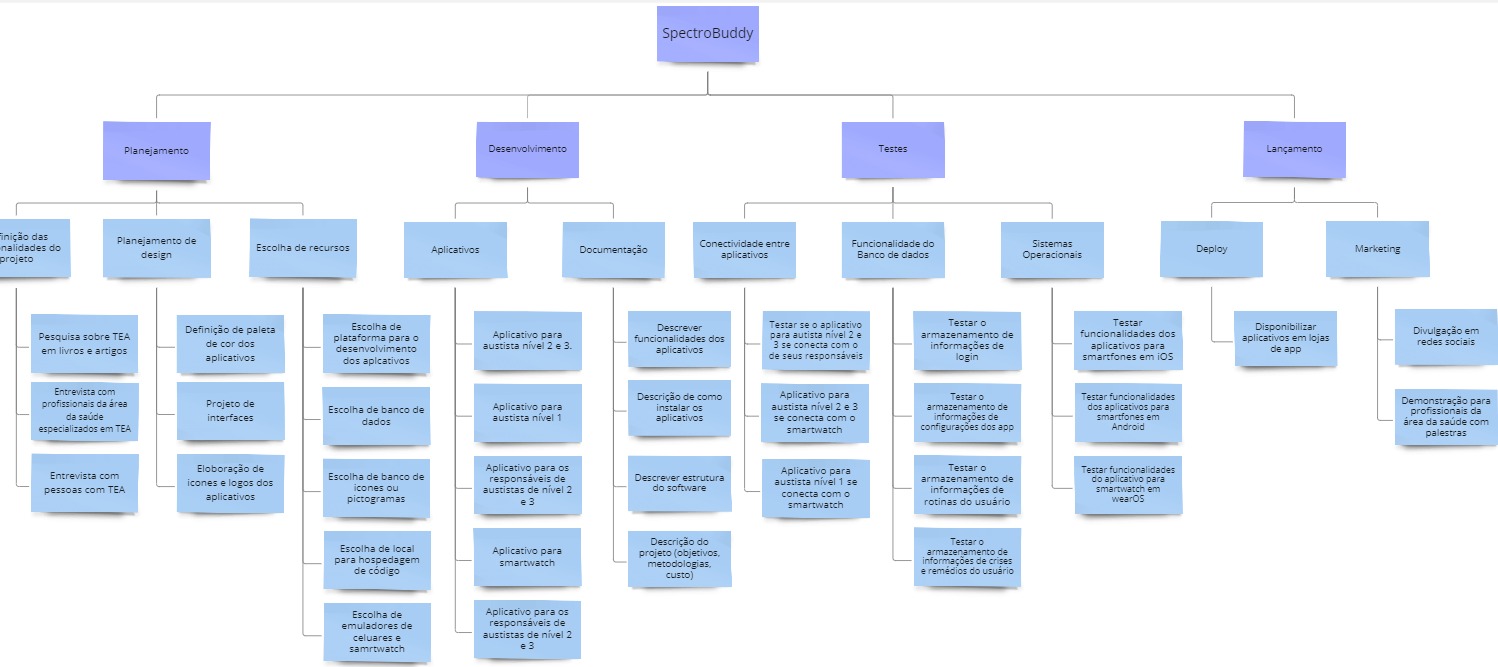 SpectroBuddy
Planejamento
Desenvolvimento
Testes
Lançamento
das
do
projeto
Planejamento de
design
Escolha de recursos
Aplicativos
Documentação
Conectividade entre
aplicativos
Funcionalidade do
Banco de dados
Sistemas
Operacionais
Deploy
Marketing
Pesquisa sobre TEA
em livros e artigos
Entrevista com
profissionais da área
da saúde
especializados em TEA
Entrevista com
pessoas com TEA
Definição de paleta
de cor dos
aplicativos
Projeto de
interfaces
Eloboração de
icones e logos dos
aplicativos
Escolha de
plataforma para o
desenvolvimento
dos aplcativos
Escolha de banco de
dados
Escolha de banco de
icones ou
pictogramas
Escolha de local
para hospedagem
de código
Escolha de
emuladores de
celuares e
samrtwatch
Aplicativo para
austista nível 2 e 3.
Aplicativo para
austista nível 1
Aplicativo para os
responsáveis de
austistas de nível 2
e 3
Aplicativo para
smartwatch
Aplicativo para os
responsáveis de
austistas de nível 2
e 3
Descrever
funcionalidades dos
aplicativos
Descrição de como
instalar os
aplicativos
Descrever estrutura
do software
Descrição do
projeto (objetivos,
metodologias,
custo)
Testar se o aplicativo
para autista nível 2 e
3 se conecta com o
de seus responsáveis
Aplicativo para
austista nível 2 e 3
se conecta com o
smartwatch
Aplicativo para
austista nível 1 se
conecta com o
smartwatch
Testar o
armazenamento de
informações de
login
Testar o
armazenamento de
informações de
configurações dos app
Testar o
armazenamento de
informações de
rotinas do usuário
Testar o
armazenamento de
informações de crises
e remédios do usuário
Testar
funcionalidades dos
aplicativos para
smartfones em iOS
Testar funcionalidades
dos aplicativos para
smartfones em
Android
Testar funcionalidades
do aplicativo para
smartwatch em
wearOS
Disponibilizar
aplicativos em lojas
de app
Divulgação em
redes sociais
Demonstração para
profissionais da
área da saúde com
palestras